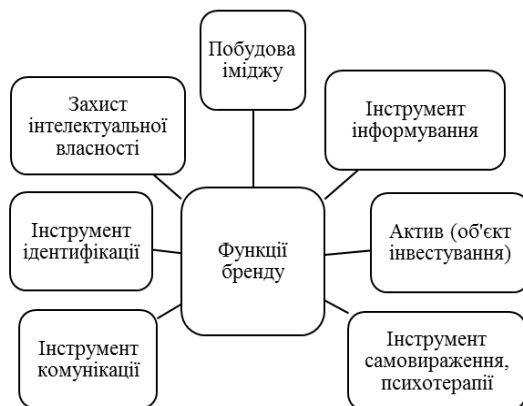 Побудова
іміджу
Захист
інтелектуальної
власності
Інструмент
інформування
Інструмент
ідентифікації
Функції
бренду
Актив (об'єкт
інвестування)
Інструмент
комунікації
Інструмент
самовираження,
психотерапії